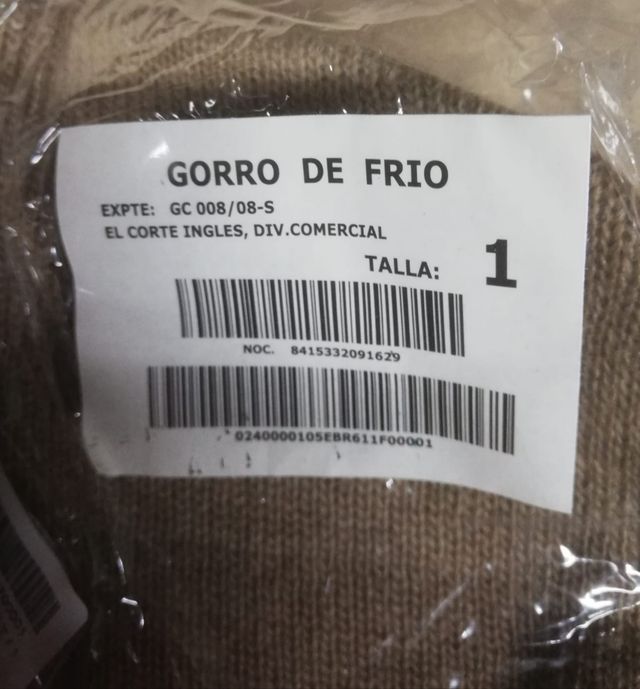 GORRO DE FRIO
EXPTE: GC 008/08-S
EL CORTE INGLES, DIV.COMERCIAL
TALLA: 1
NOC. 8415332091629
0240000105EBR611F00001